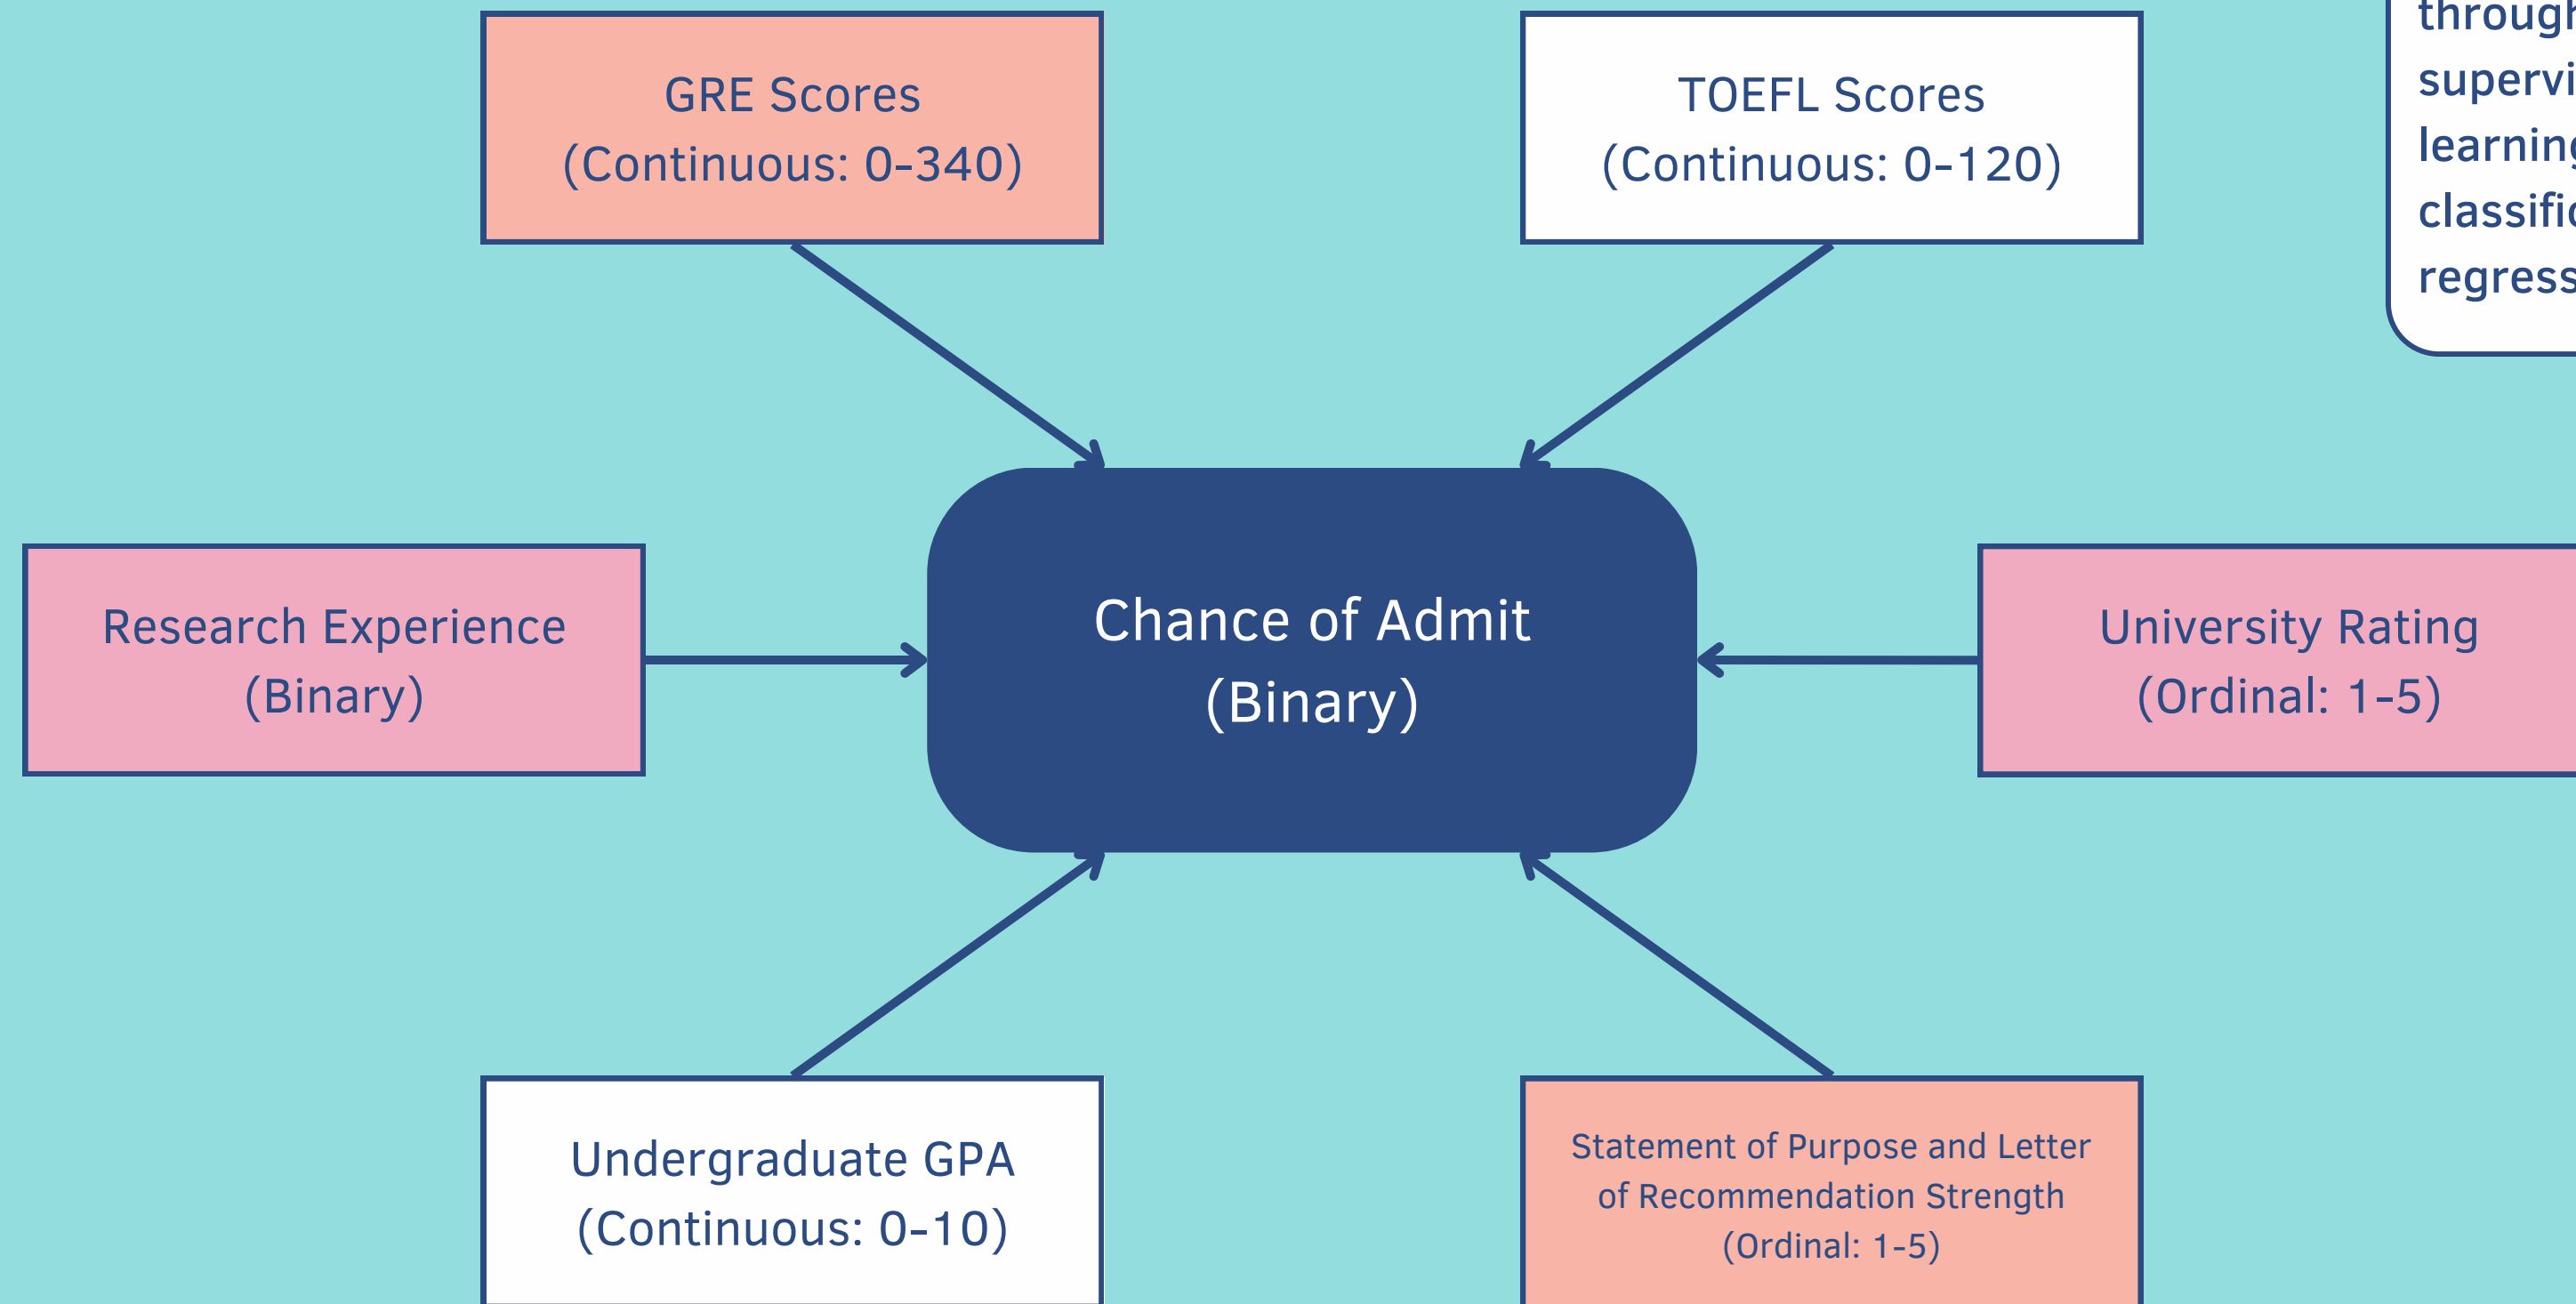 GRE Scores
(Continuous: 0-340)
TOEFL Scores
(Continuous: 0-120)
Research Experience
(Binary)
Chance of Admit
(Binary)
University Rating
(Ordinal: 1-5)
Undergraduate GPA
(Continuous: 0-10)
Statement of Purpose and Letter
of Recommendation Strength
(Ordinal: 1-5)